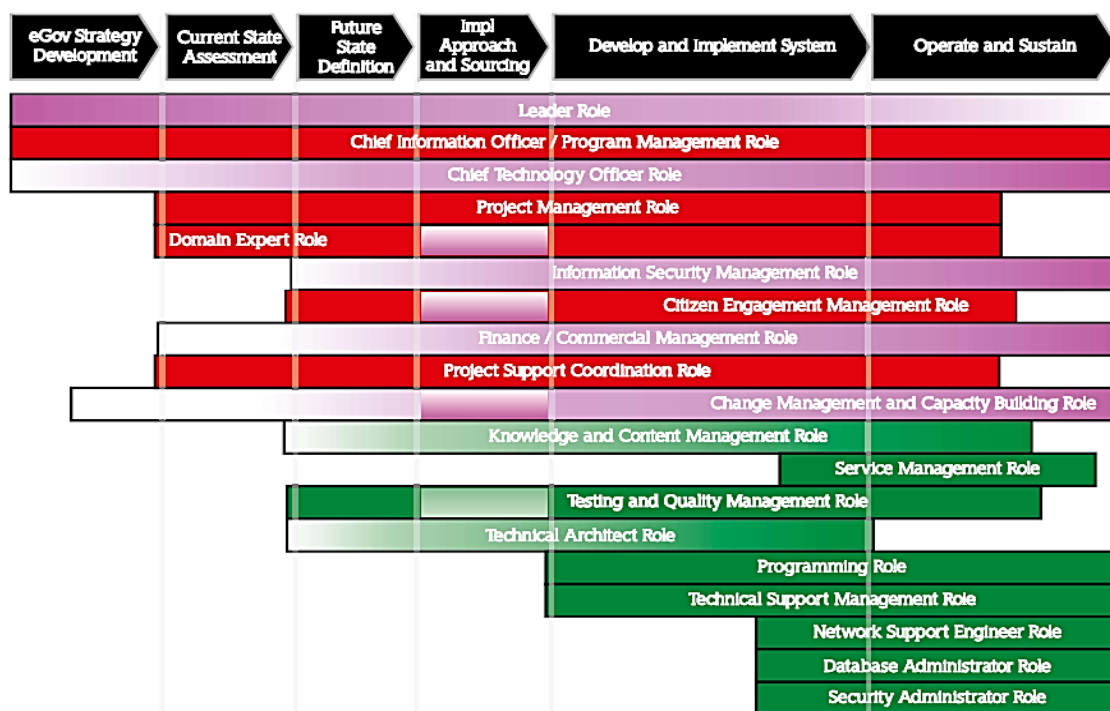 eGov Strategy
Development
Current State
Assessment
Future
State
Definition
Impl
Approach
and Sourcing
Develop and Implement System
Operate and Sustain
Leader Role
Chief Information Officer / Program Management Role
Chief Technology Officer Role
Project Management Role
Domain Expert Role
Information Security Management Role
Citizen Engagement Management Role
Finance / Commercial Management Role
Project Support Coordination Role
Change Management and Capacity Building Role
Knowledge and Content Management Role
Service Management Role
Testing and Quality Management Role
Technical Architect Role
Programming Role
Technical Support Management Role
Network Support Engineer Role
Database Administrator Role
Security Administrator Role